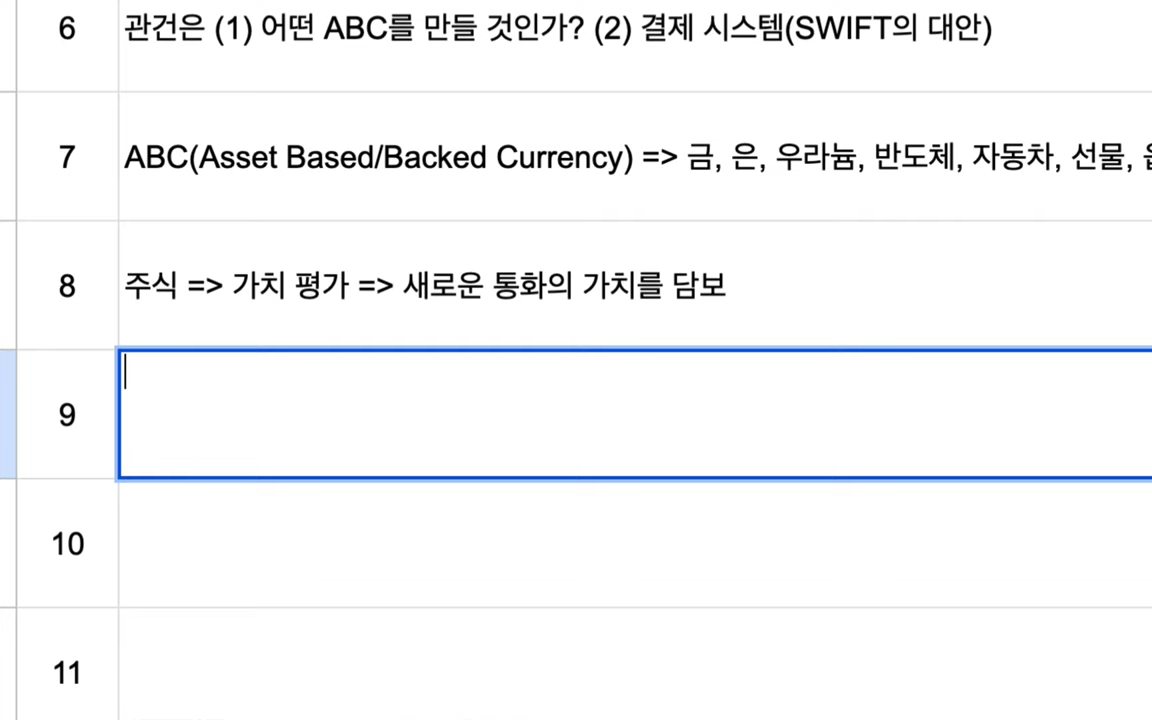 6 관건은 (1) 어떤 ABC를 만들 것인가? (2) 결제 시스템(SWIFT의 대안)
7 ABC(Asset Based/Backed Currency) => 금, 은, 우라늄, 반도체, 자동차, 선물,
8 주식 => 가치 평가 => 새로운 통화의 가치를 담보
9
10
11